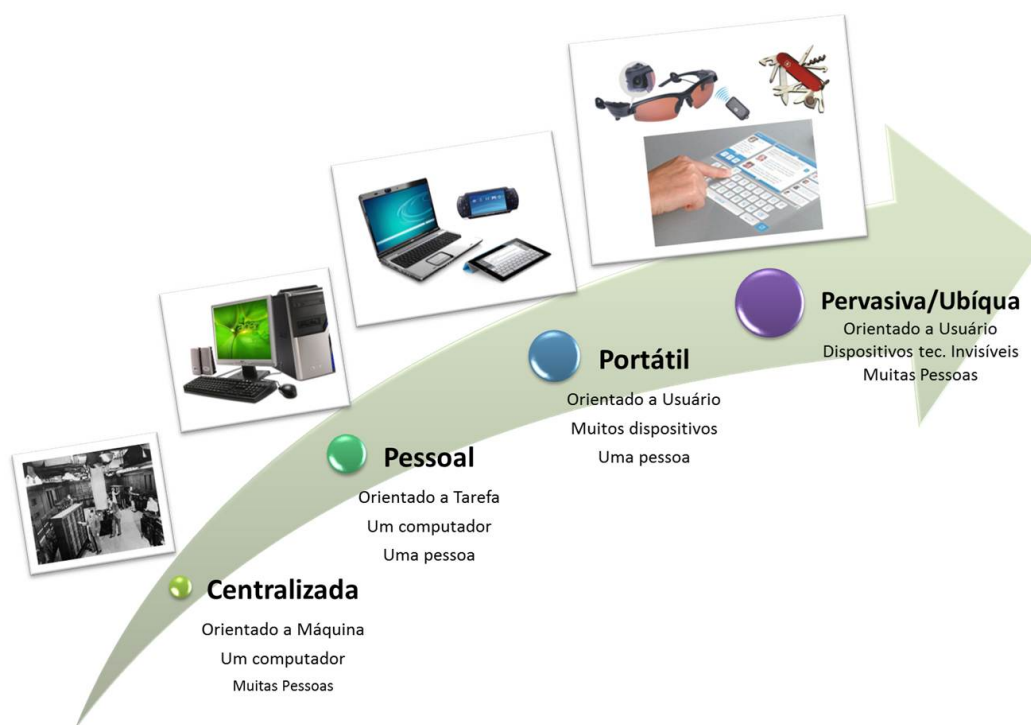 Centralizada
Orientado a Máquina
Um computador
Muitas Pessoas
Pessoal
Orientado a Tarefa
Um computador
Uma pessoa
Portátil
Orientado a Usuário
Muitos dispositivos
Uma pessoa
Pervasiva/Ubíqua
Orientado a Usuário
Dispositivos tec. Invisíveis
Muitas Pessoas